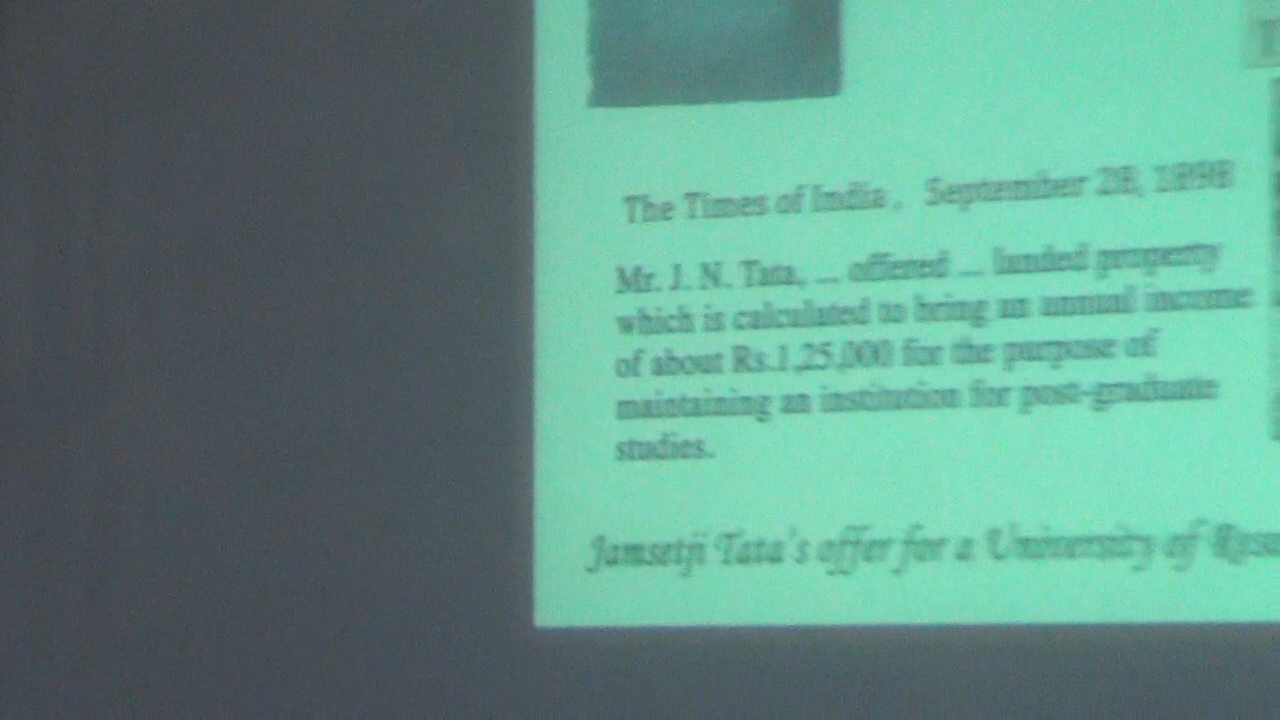 The Times of India. September 28, 1898
Mr. J. N. Tata, ... offered ... landed property
which is calculated to bring an annual income
of about Rs.1,25,000 for the purpose of
maintaining an institution for post-graduate
studies.
Jamsetji Tata's offer for a University of